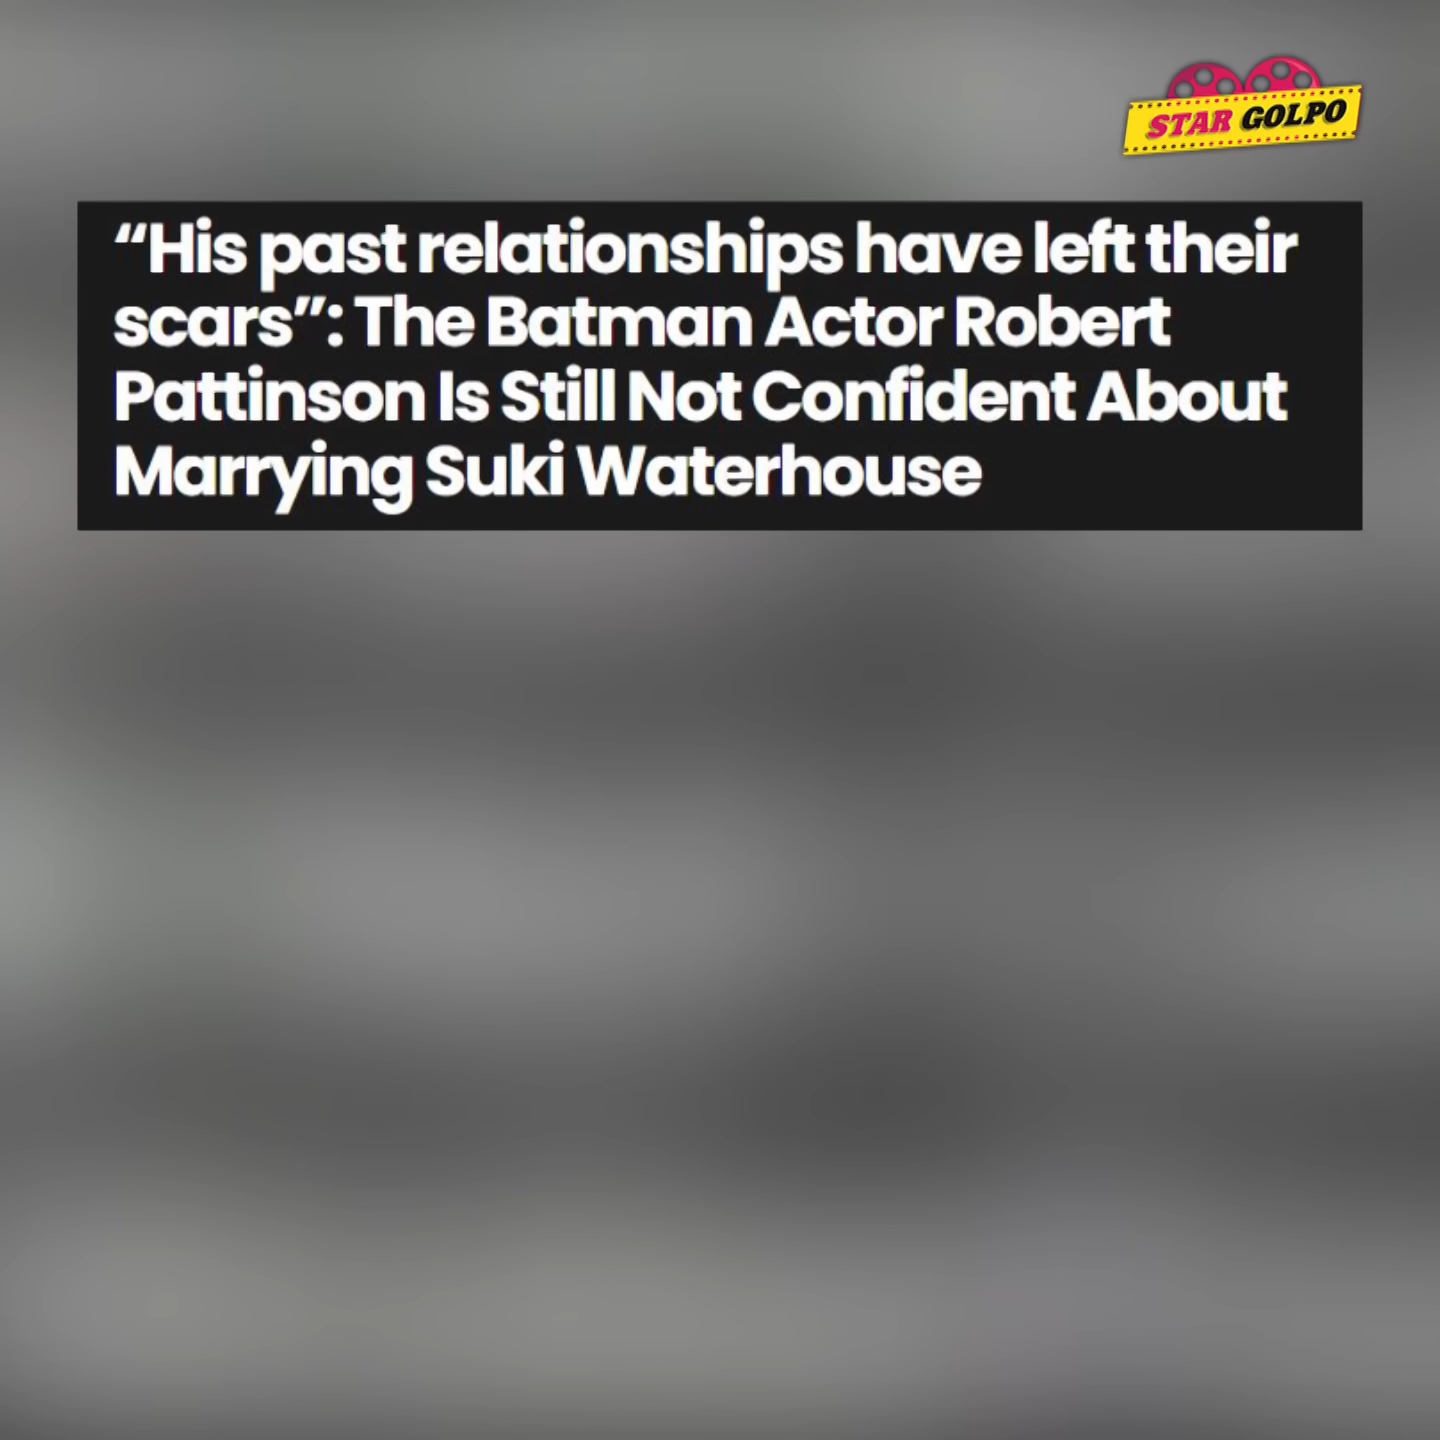 STAR GOLPO
“His past relationships have left their
scars”: The Batman Actor Robert
Pattinson Is Still Not Confident About
Marrying Suki Waterhouse